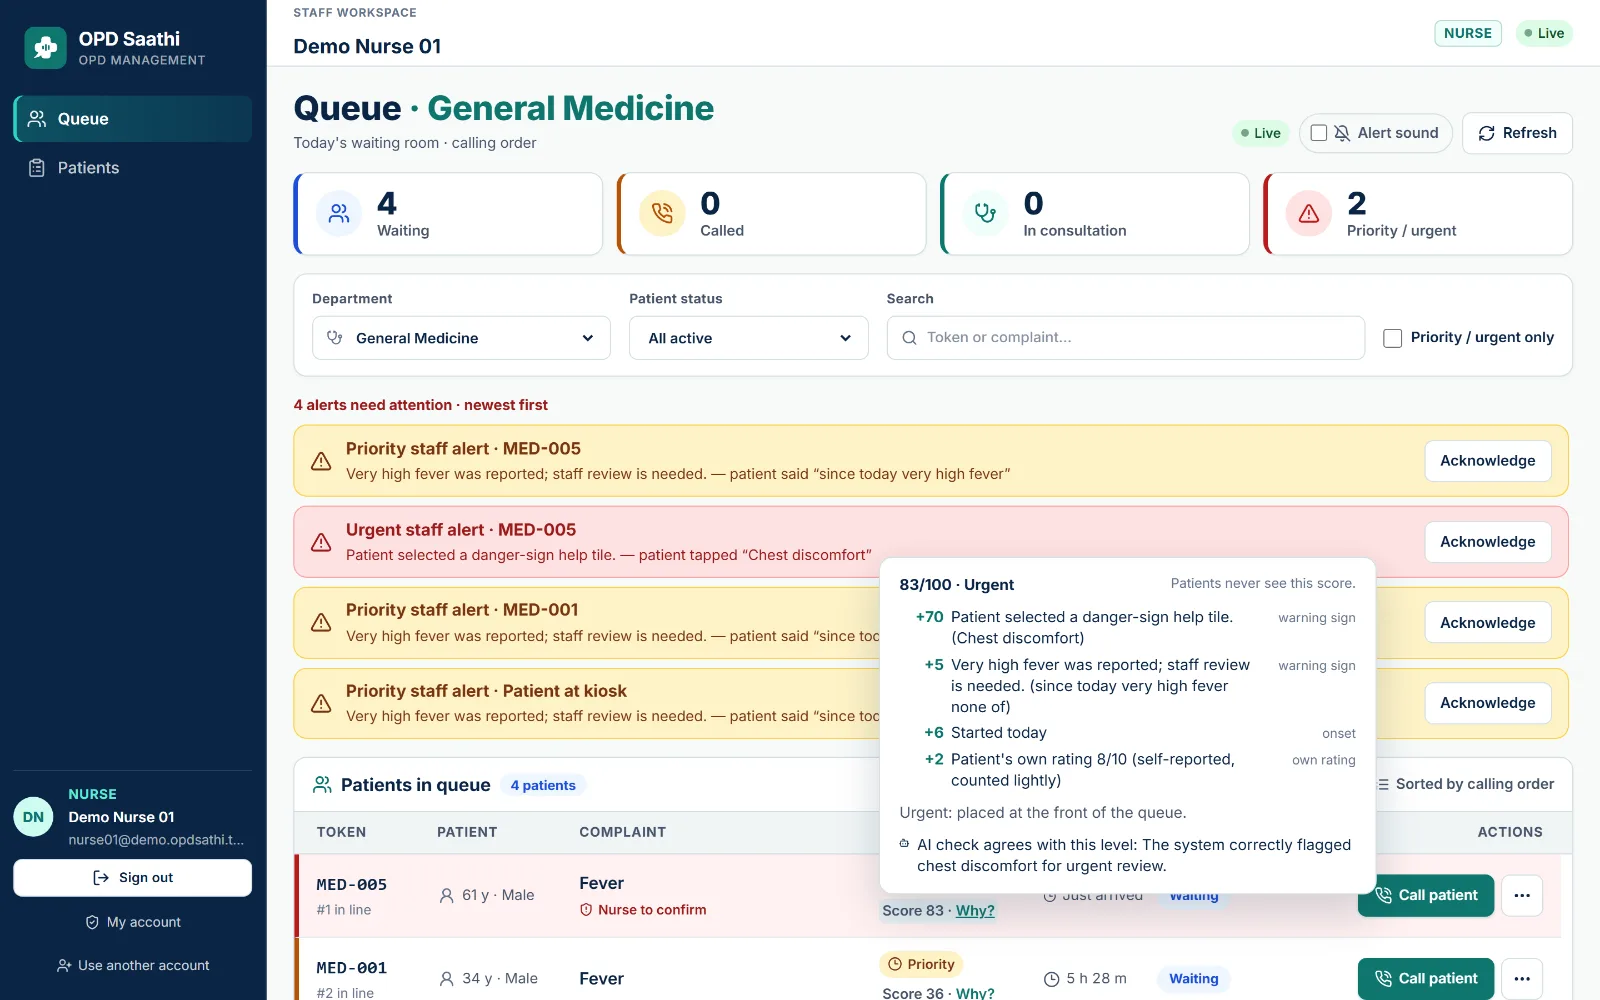 OPD Saathi
OPD MANAGEMENT
Queue
Patients
NURSE
Demo Nurse 01
DN
nurse01@demo.opdsathi.t...
Sign out
My account
Use another account
STAFF WORKSPACE
Demo Nurse 01
NURSE
Live
Queue · General Medicine
Today's waiting room · calling order
Live
Alert sound
Refresh
4
Waiting
0
Called
0
In consultation
2
Priority / urgent
Department
General Medicine
Patient status
All active
Search
Token or complaint...
Priority / urgent only
4 alerts need attention · newest first
Priority staff alert · MED-005
Very high fever was reported; staff review is needed. — patient said “since today very high fever”
Acknowledge
Urgent staff alert · MED-005
Patient selected a danger-sign help tile. — patient tapped “Chest discomfort”
Acknowledge
Priority staff alert · MED-001
Very high fever was reported; staff review is needed. — patient said “since
Acknowledge
Priority staff alert · Patient at kiosk
Very high fever was reported; staff review is needed. — patient said “since
Acknowledge
83/100 · Urgent
Patients never see this score.
+70 Patient selected a danger-sign help tile. warning sign
(Chest discomfort)
+5 Very high fever was reported; staff review warning sign
is needed. (since today very high fever
none of)
+6 Started today onset
+2 Patient's own rating 8/10 (self-reported, own rating
counted lightly)
Urgent: placed at the front of the queue.
AI check agrees with this level: The system correctly flagged
chest discomfort for urgent review.
Patients in queue
4 patients
Sorted by calling order
TOKEN PATIENT COMPLAINT ACTIONS
MED-005
#1 in line
61 y · Male
Fever
Nurse to confirm
Score 83 · Why?
Just arrived
Waiting
Call patient
MED-001
#2 in line
34 y · Male
Fever
Priority
Score 36 · Why?
5 h 28 m
Waiting
Call patient